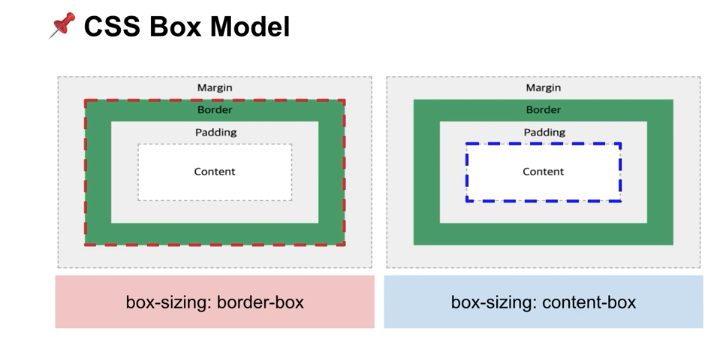 CSS Box Model
Margin
Border
Padding
Content
Margin
Border
Padding
Content
box-sizing: border-box
box-sizing: content-box